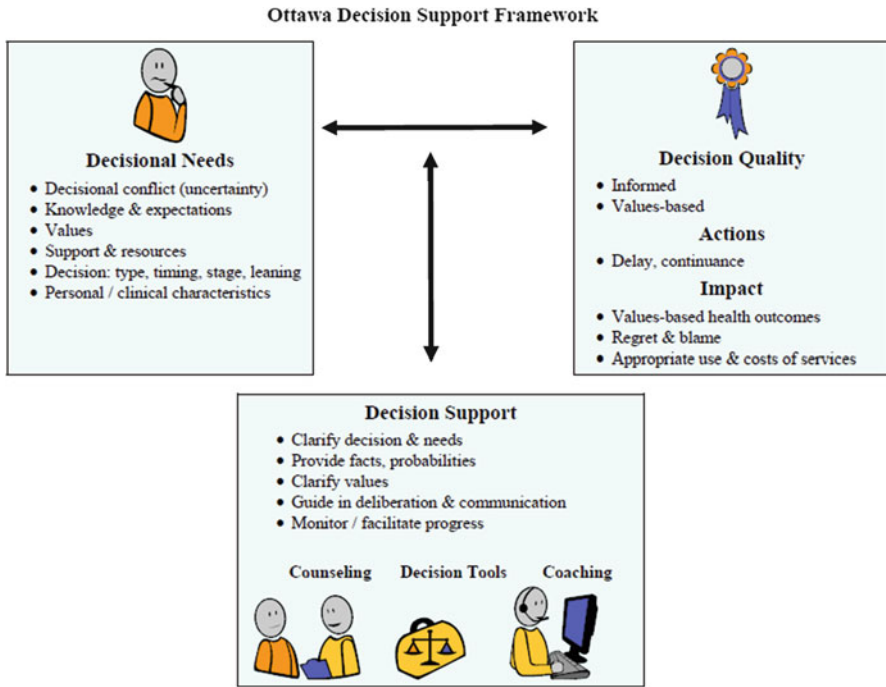 Ottawa Decision Support Framework
Decisional Needs
• Decisional conflict (uncertainty)
• Knowledge & expectations
• Values
• Support & resources
• Decision: type, timing, stage, leaning
• Personal / clinical characteristics
Decision Quality
• Informed
• Values-based
Actions
• Delay, continuance
Impact
• Values-based health outcomes
• Regret & blame
• Appropriate use & costs of services
Decision Support
• Clarify decision & needs
• Provide facts, probabilities
• Clarify values
• Guide in deliberation & communication
• Monitor / facilitate progress
Counseling Decision Tools Coaching